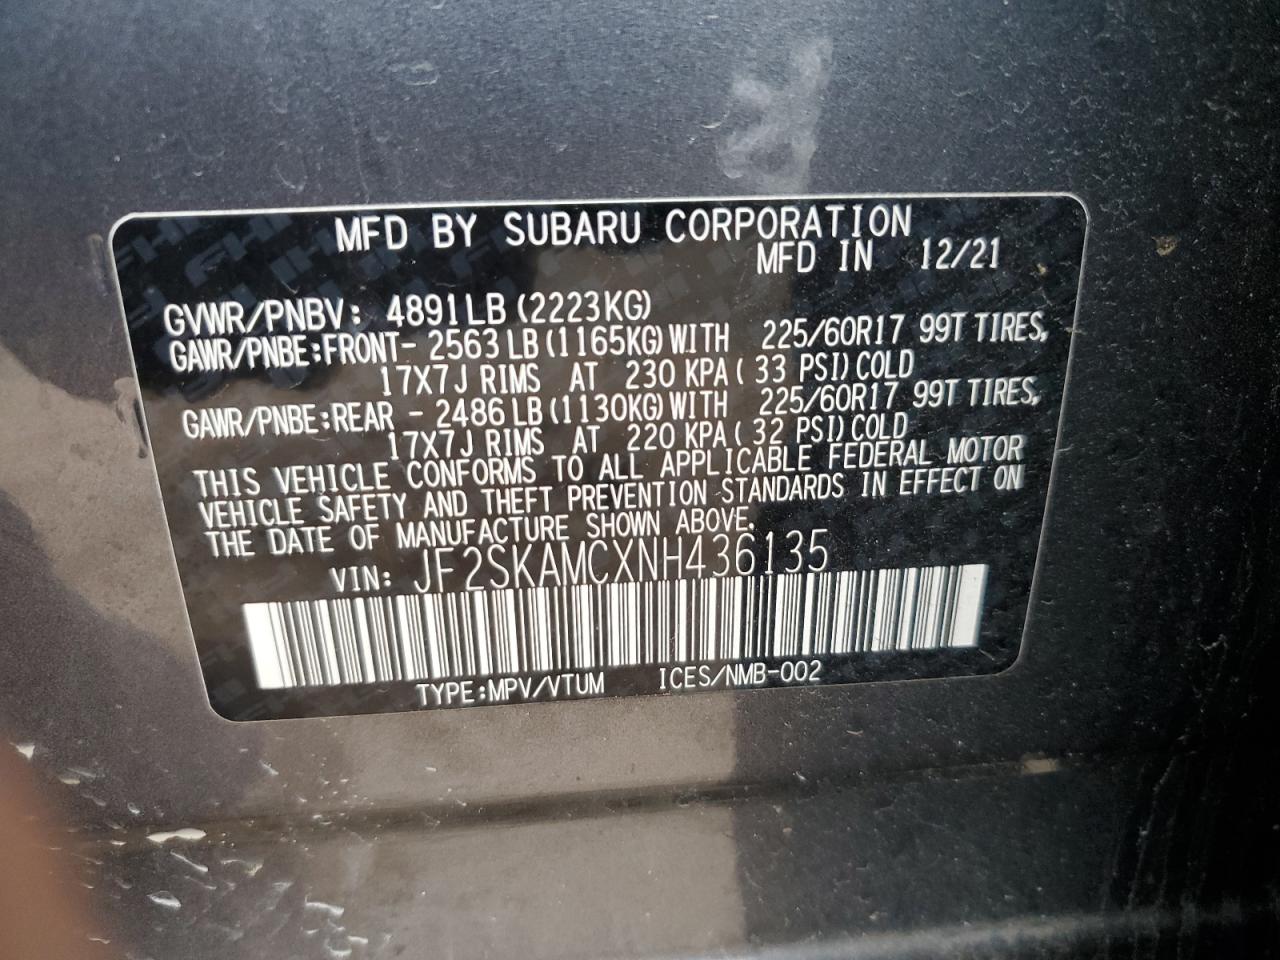 MFD BY SUBARU CORPORATION
MFD IN 12/21
GVWR/PNBV: 4891LB (2223KG)
GAWR/PNBE:FRONT- 2563LB(1165KG)WITH 225/60R17 99T TIRES,
17X7J RIMS AT 230 KPA( 33 PSI)COLD
GAWR/PNBE:REAR - 2486LB(1130KG)WITH 225/60R17 99T TIRES,
17X7J RIMS AT 220 KPA( 32 PSI)COLD
THIS VEHICLE CONFORMS TO ALL APPLICABLE FEDERAL MOTOR
VEHICLE SAFETY AND THEFT PREVENTION STANDARDS IN EFFECT ON
THE DATE OF MANUFACTURE SHOWN ABOVE.
VIN: JF2SKAMCXNH436135
TYPE:MPV/VTUM ICES/NMB-002